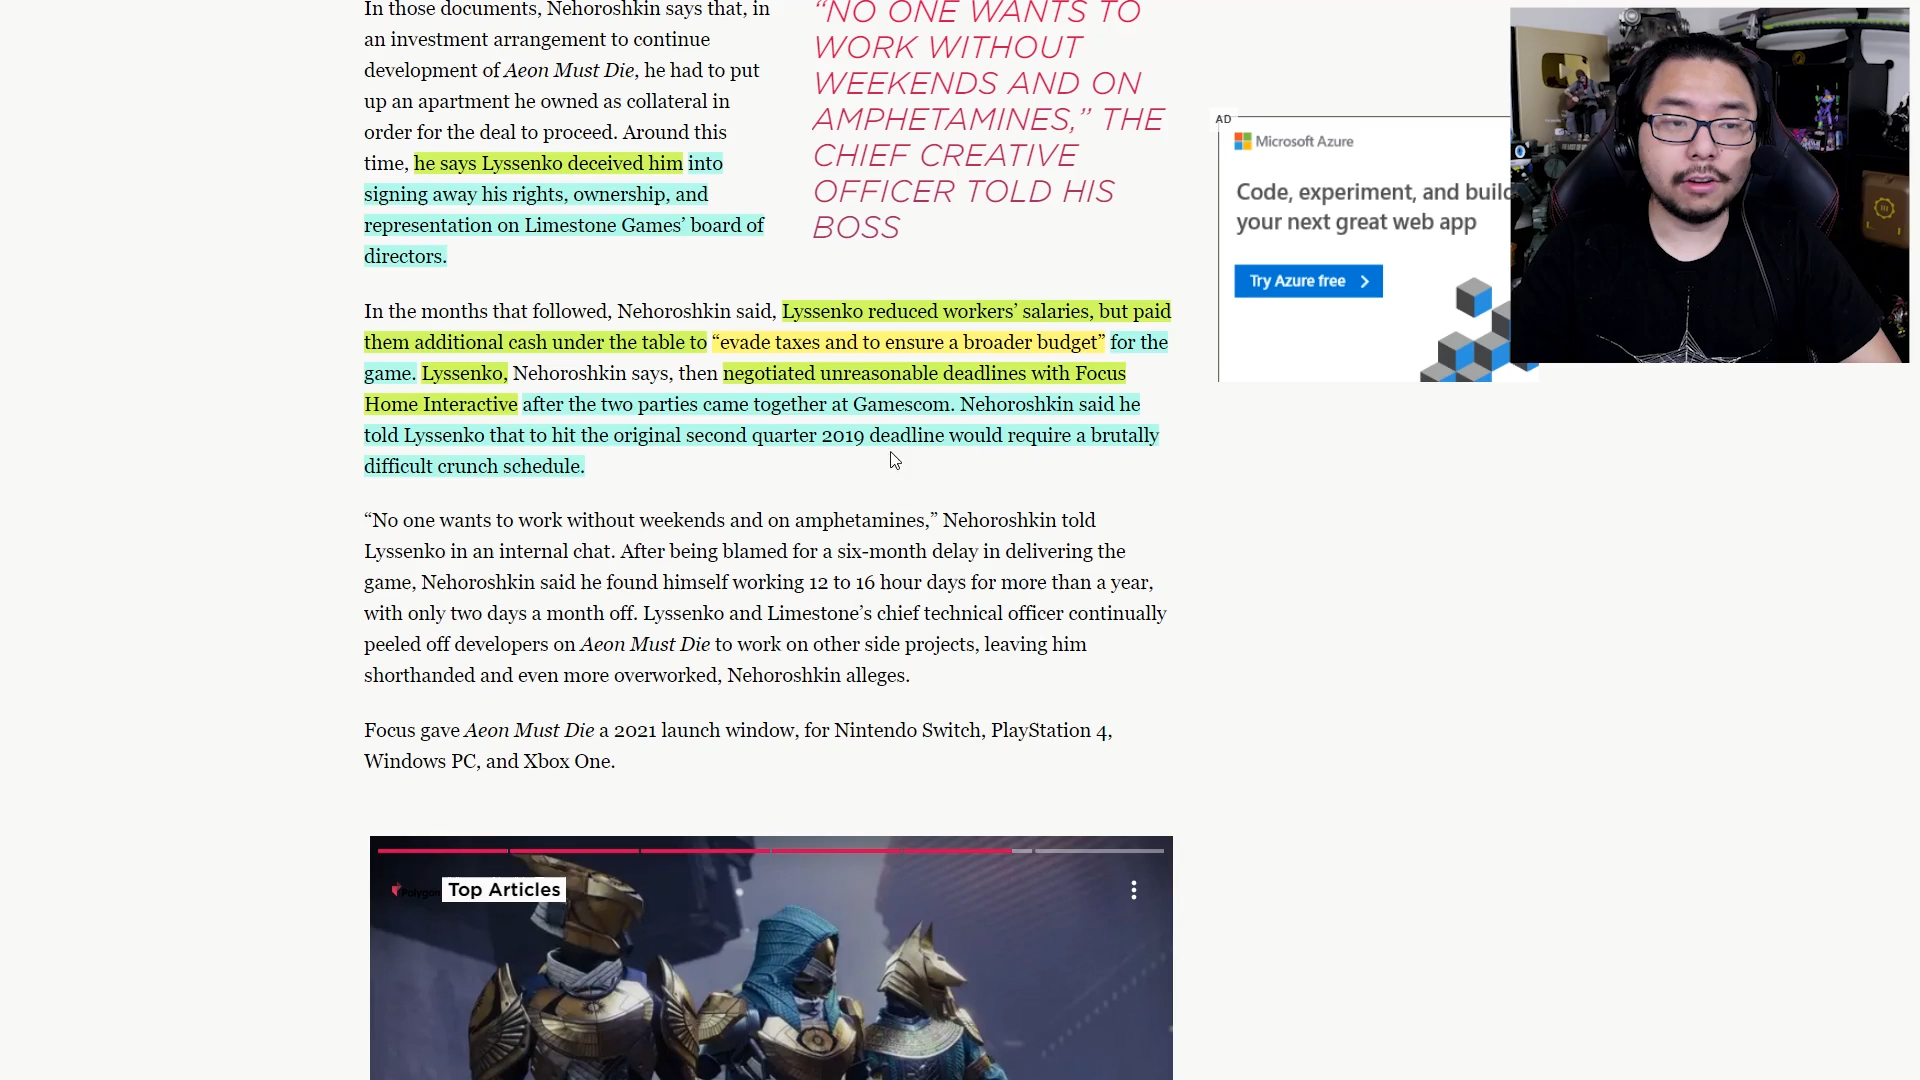 In those documents, Nehoroshkin says that, in
an investment arrangement to continue
development of Aeon Must Die, he had to put
up an apartment he owned as collateral in
order for the deal to proceed. Around this
time, he says Lyssenko deceived him into
signing away his rights, ownership, and
representation on Limestone Games’ board of
directors.
“NO ONE WANTS TO
WORK WITHOUT
WEEKENDS AND ON
AMPHETAMINES,” THE
CHIEF CREATIVE
OFFICER TOLD HIS
BOSS
In the months that followed, Nehoroshkin said, Lyssenko reduced workers’ salaries, but paid
them additional cash under the table to “evade taxes and to ensure a broader budget” for the
game. Lyssenko, Nehoroshkin says, then negotiated unreasonable deadlines with Focus
Home Interactive after the two parties came together at Gamescom. Nehoroshkin said he
told Lyssenko that to hit the original second quarter 2019 deadline would require a brutally
difficult crunch schedule.
“No one wants to work without weekends and on amphetamines,” Nehoroshkin told
Lyssenko in an internal chat. After being blamed for a six-month delay in delivering the
game, Nehoroshkin said he found himself working 12 to 16 hour days for more than a year,
with only two days a month off. Lyssenko and Limestone’s chief technical officer continually
peeled off developers on Aeon Must Die to work on other side projects, leaving him
shorthanded and even more overworked, Nehoroshkin alleges.
Focus gave Aeon Must Die a 2021 launch window, for Nintendo Switch, PlayStation 4,
Windows PC, and Xbox One.
AD
Microsoft Azure
Code, experiment, and build
your next great web app
Try Azure free
Polygon
Top Articles